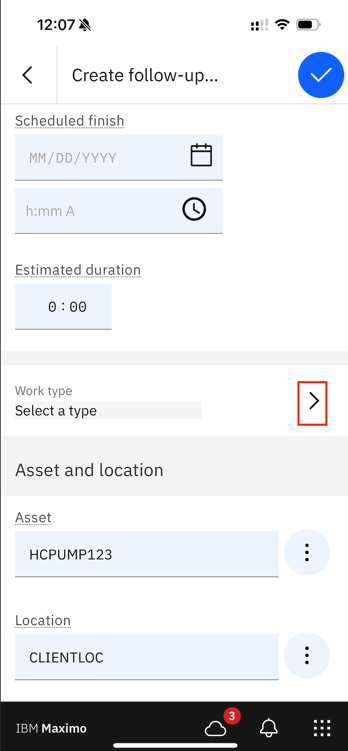 12:07
Create follow-up...
Scheduled finish
MM/DD/YYYY
h:mm A
Estimated duration
0 : 00
Work type
Select a type
Asset and location
Asset
HCPUMP123
Location
CLIENTLOC
IBM Maximo
3